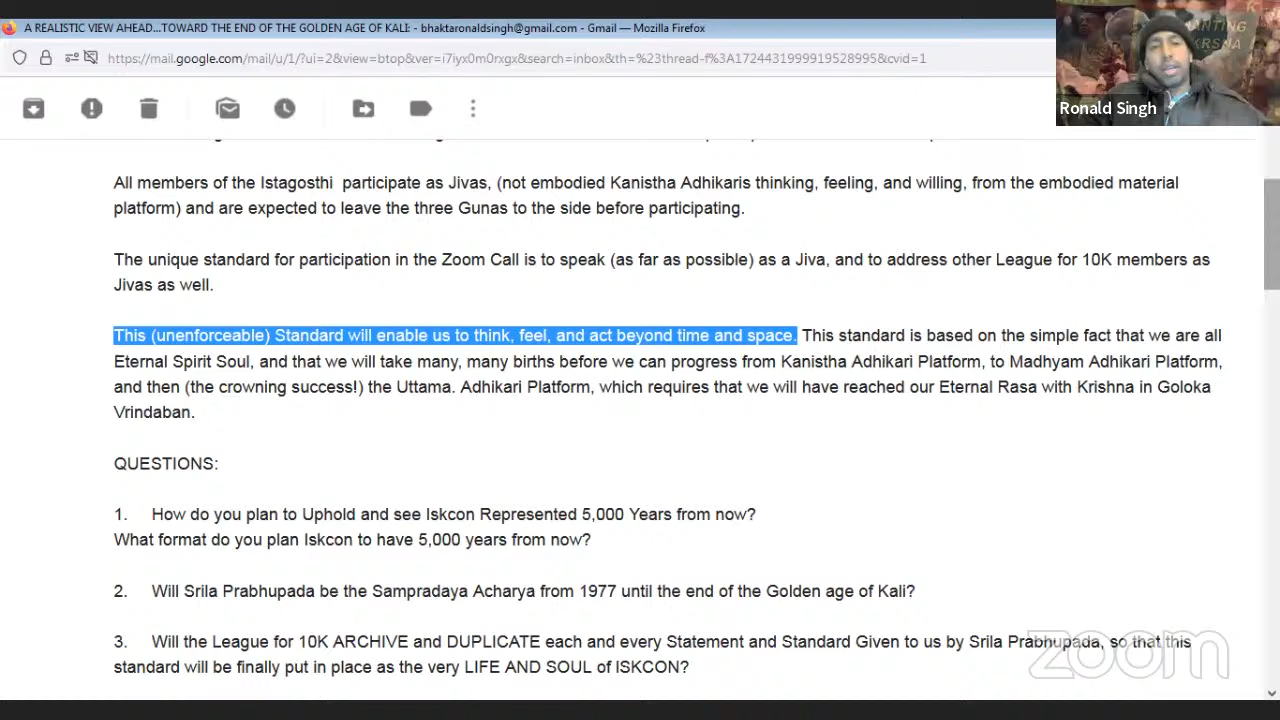 A REALISTIC VIEW AHEAD...TOWARD THE END OF THE GOLDEN AGE OF KALI: - bhaktaronaldsingh@gmail.com - Gmail — Mozilla Firefox
https://mail.google.com/mail/u/1/?ui=2&view=btop&ver=i7iyx0m0rxgx&search=inbox&th=%23thread-f%3A1724431999919528995&cvid=1
CHANTING
KRSNA
Ronald Singh
All members of the Istagosthi  participate as Jivas, (not embodied Kanistha Adhikaris thinking, feeling, and willing, from the embodied material
platform) and are expected to leave the three Gunas to the side before participating.
The unique standard for participation in the Zoom Call is to speak (as far as possible) as a Jiva, and to address other League for 10K members as
Jivas as well.
This (unenforceable) Standard will enable us to think, feel, and act beyond time and space. This standard is based on the simple fact that we are all
Eternal Spirit Soul, and that we will take many, many births before we can progress from Kanistha Adhikari Platform, to Madhyam Adhikari Platform,
and then (the crowning success!) the Uttama. Adhikari Platform, which requires that we will have reached our Eternal Rasa with Krishna in Goloka
Vrindaban.
QUESTIONS:
1. How do you plan to Uphold and see Iskcon Represented 5,000 Years from now?
What format do you plan Iskcon to have 5,000 years from now?
2. Will Srila Prabhupada be the Sampradaya Acharya from 1977 until the end of the Golden age of Kali?
3. Will the League for 10K ARCHIVE and DUPLICATE each and every Statement and Standard Given to us by Srila Prabhupada, so that this
standard will be finally put in place as the very LIFE AND SOUL of ISKCON?
zoom